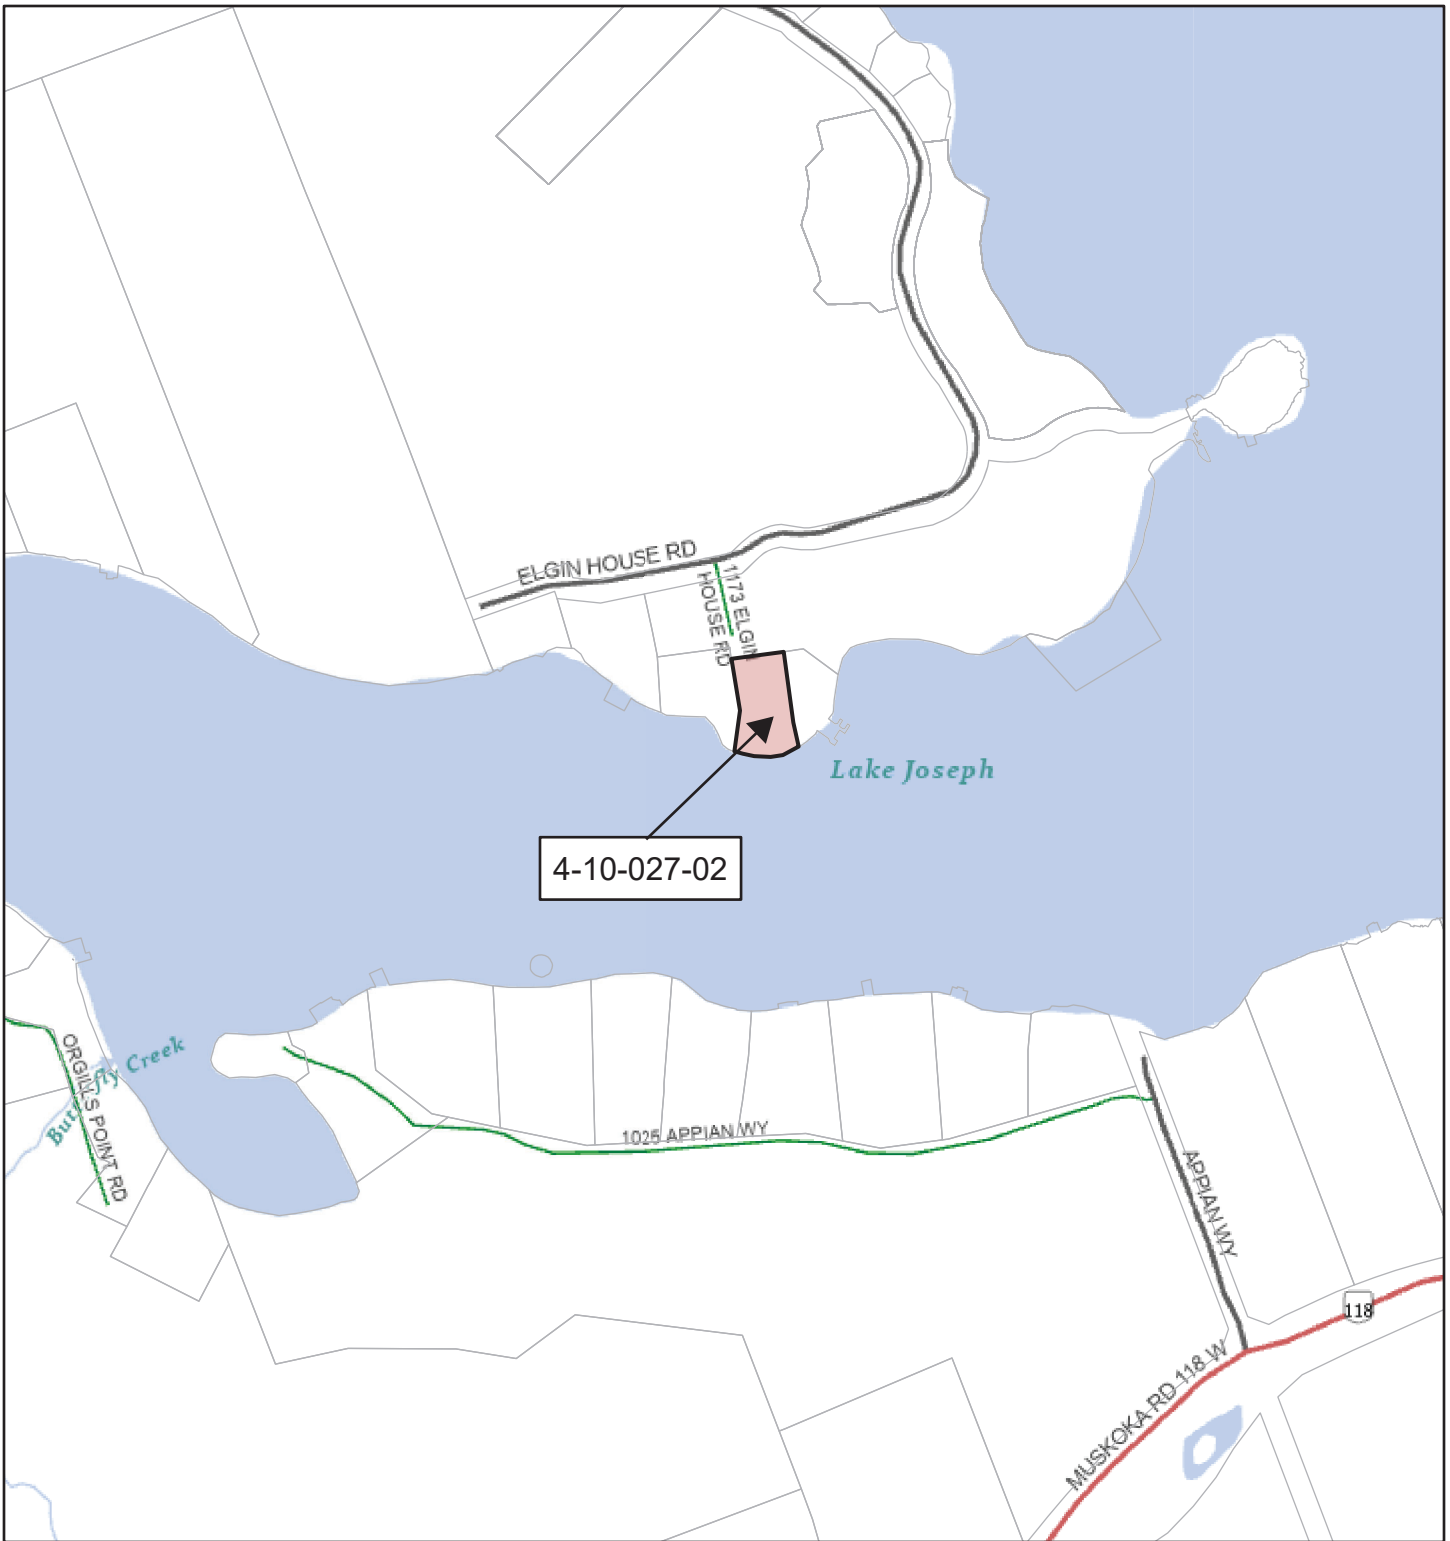 ELGIN HOUSE RD
1173 ELGIN
HOUSE RD
Lake Joseph
4-10-027-02
ORGILLS POINT RD
Creek
1025 APPIAN WY
APPIAN WY
118
MUSKOKA RD 118 W